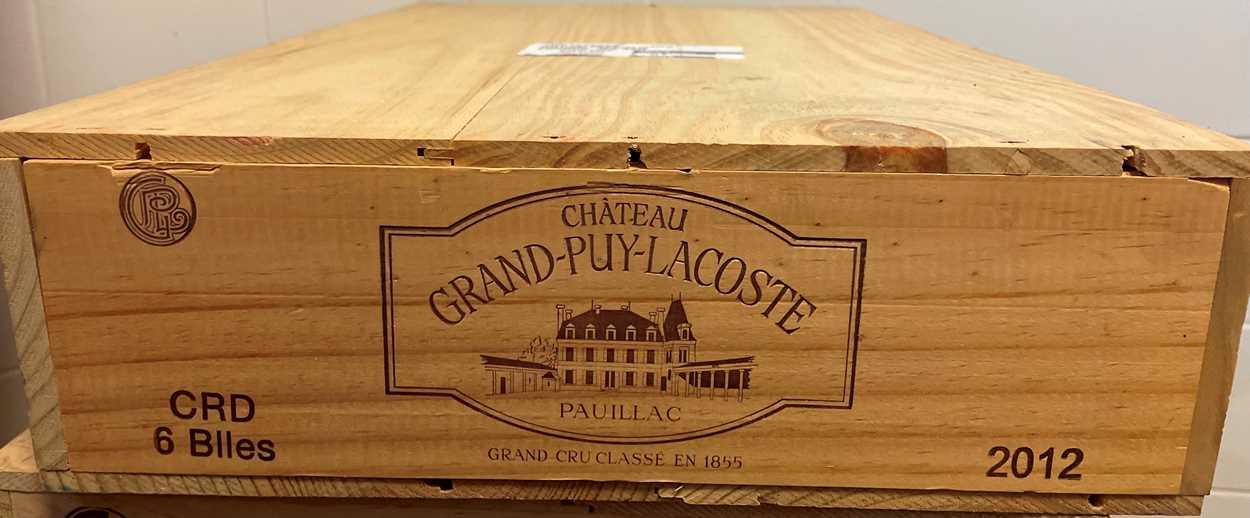 CHÂTEAU
GRAND-PUY-LACOSTE
PAUILLAC
GRAND CRU CLASSÉ EN 1855
CRD
6 Blles
2012